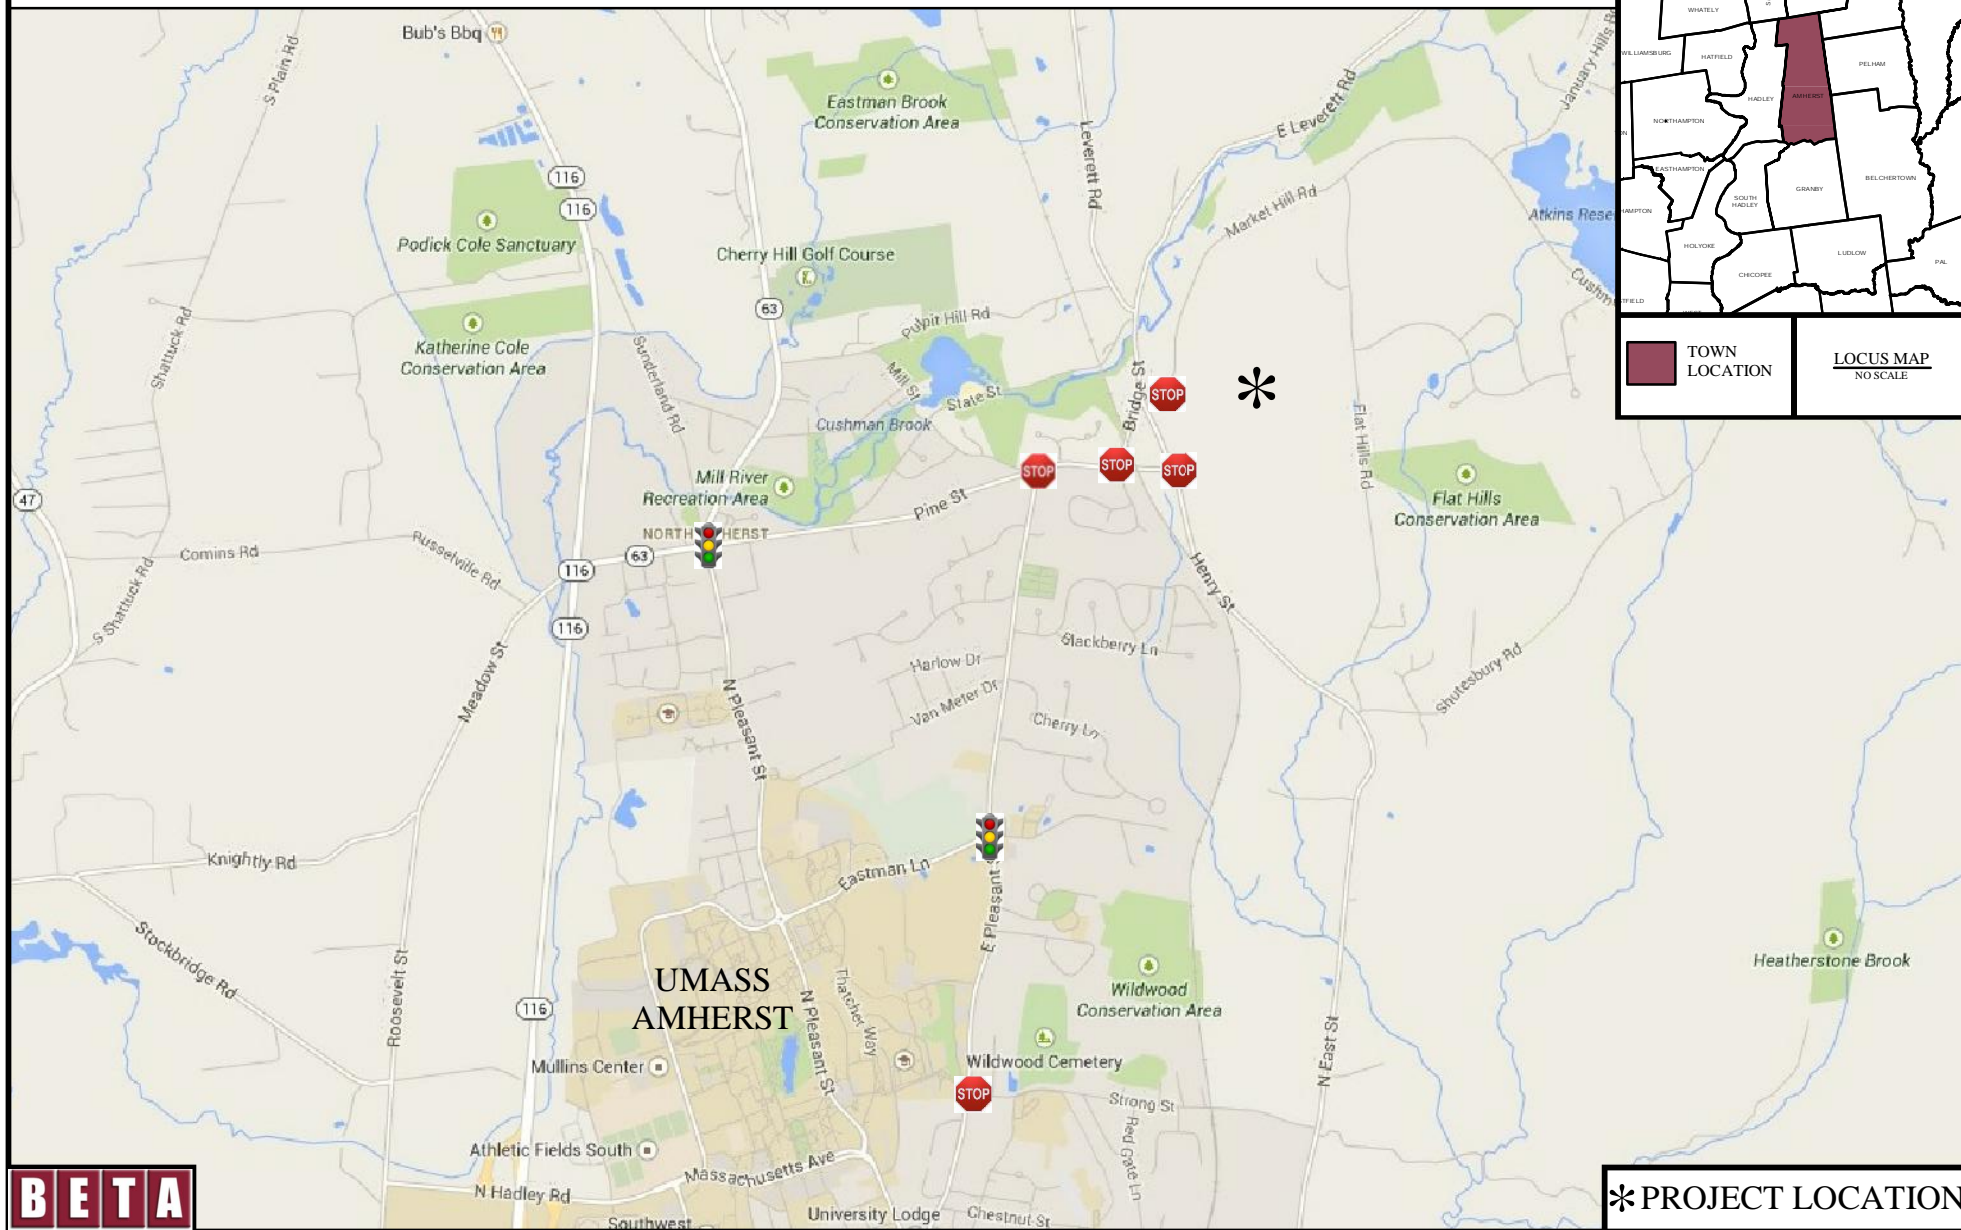 Bub's Bbq
S Plain Rd
Eastman Brook
Conservation Area
Leverett Rd
E Leverett Rd
January Hills Rd
116
116
Podick Cole Sanctuary
Market Hill Rd
Atkins Rese
Cherry Hill Golf Course
63
Pulpit Hill Rd
Shattuck Rd
Katherine Cole
Conservation Area
Sunderland Rd
Mill St
State St
Bridge St
STOP
*
Cushman Brook
Flat Hills Rd
47
Mill River
Recreation Area
Pine St
STOP
STOP
STOP
Flat Hills
Conservation Area
NORTH HERST
Comins Rd
Russellville Rd
63
116
116
S Shattuck Rd
Henry St
Blackberry Ln
Harlow Dr
Meadow St
N Pleasant St
Van Meter Dr
Cherry Ln
Shutesbury Rd
Knightly Rd
Eastman Ln
E Pleasant S
Stockbridge Rd
Roosevelt St
116
UMASS
AMHERST
N Pleasant St
Thatcher Way
Wildwood
Conservation Area
Heatherstone Brook
Mullins Center
Wildwood Cemetery
N East St
STOP
Strong St
Red Gate Ln
Athletic Fields South
Massachusetts Ave
N Hadley Rd
Southwest
University Lodge
Chestnut St
BETA
* PROJECT LOCATION
WHATELY
WILLIAMSBURG
HATFIELD
PELHAM
HADLEY
AMHERST
NORTHAMPTON
EASTHAMPTON
BELCHERTOWN
GRANBY
SOUTH
HADLEY
HAMPTON
HOLYOKE
LUDLOW
CHICOPEE
PAL
TFIELD
TOWN
LOCATION
LOCUS MAP
NO SCALE